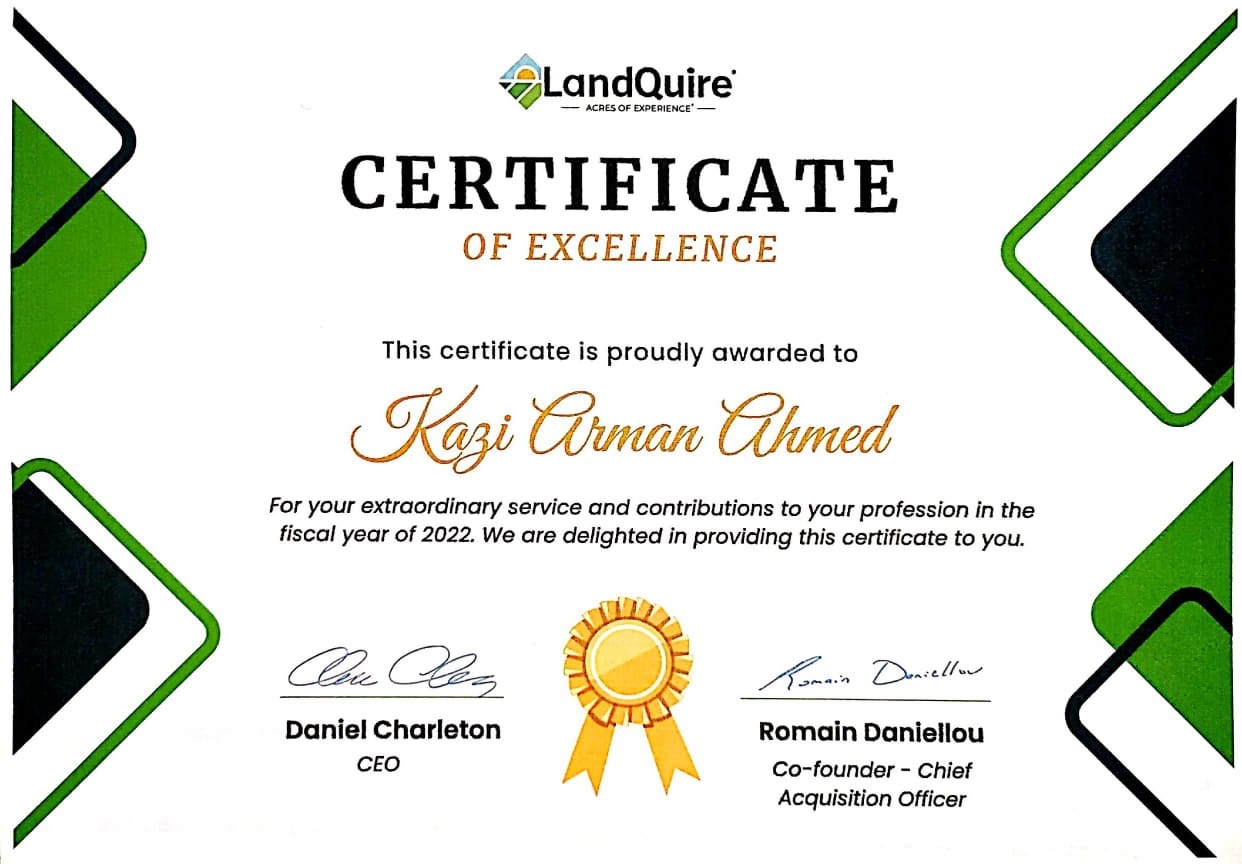 LandQuire
ACRES OF EXPERIENCE
CERTIFICATE
OF EXCELLENCE
This certificate is proudly awarded to
Kazi Arman Ahmed
For your extraordinary service and contributions to your profession in the
fiscal year of 2022. We are delighted in providing this certificate to you.
Romain Daniellou
Daniel Charleton
CEO
Romain Daniellou
Co-founder - Chief
Acquisition Officer